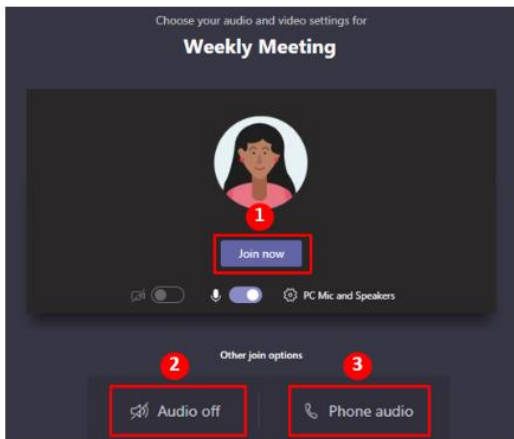 Choose your audio and video settings for
Weekly Meeting
1
Join now
PC Mic and Speakers
Other join options
2
3
Audio off
Phone audio